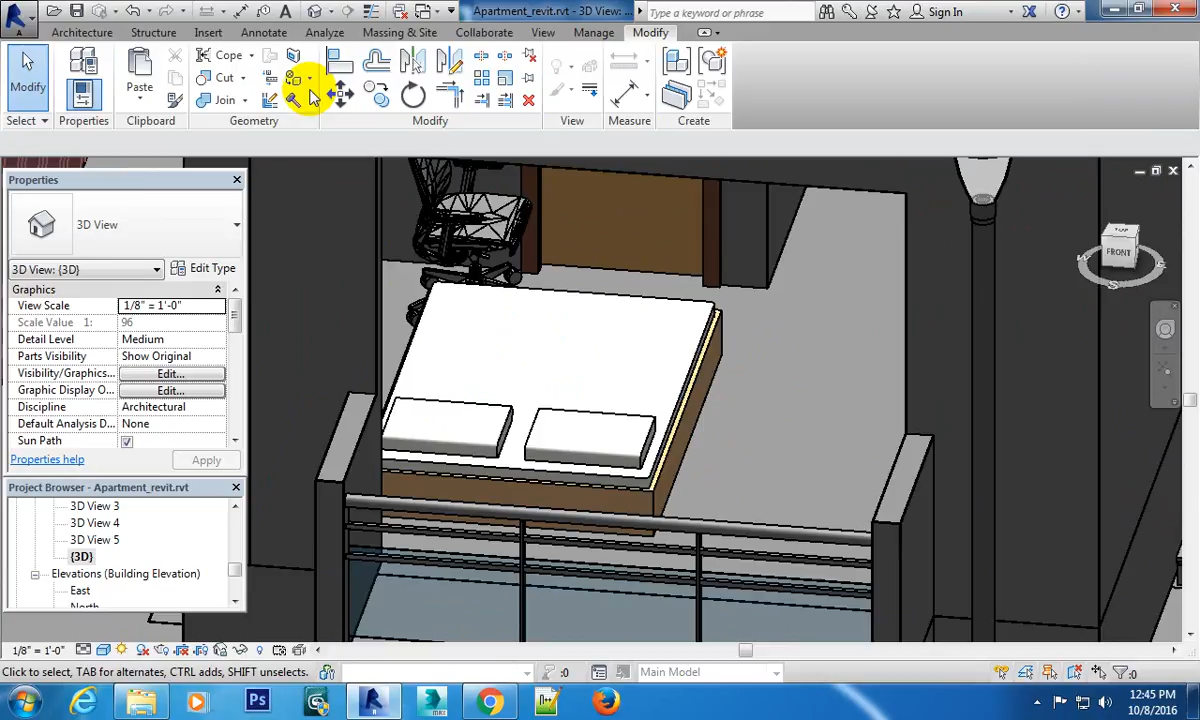 Apartment_revit.rvt - 3D View: ...
Type a keyword or phrase
Sign In
Architecture
Structure
Insert
Annotate
Analyze
Massing & Site
Collaborate
View
Manage
Modify
Modify
Select
Properties
Paste
Clipboard
Cope
Cut
Join
Geometry
Modify
View
Measure
Create
Properties
3D View
3D View: {3D}
Edit Type
Graphics
View Scale 1/8" = 1'-0"
Scale Value 1: 96
Detail Level Medium
Parts Visibility Show Original
Visibility/Graphics... Edit...
Graphic Display O... Edit...
Discipline Architectural
Default Analysis D... None
Sun Path
Properties help
Apply
Project Browser - Apartment_revit.rvt
3D View 3
3D View 4
3D View 5
{3D}
Elevations (Building Elevation)
East
North
FRONT
W
E
S
1/8" = 1'-0"
Click to select, TAB for alternates, CTRL adds, SHIFT unselects.
:0
Main Model
:0
Ps
12:45 PM
10/8/2016